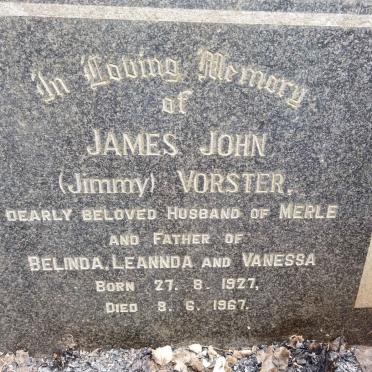 In Loving Memory
of
JAMES JOHN
(Jimmy) VORSTER,
DEARLY BELOVED HUSBAND OF MERLE
AND FATHER OF
BELINDA, LEANNDA AND VANESSA
BORN 27. 8. 1927,
DIED 8. 6. 1967.